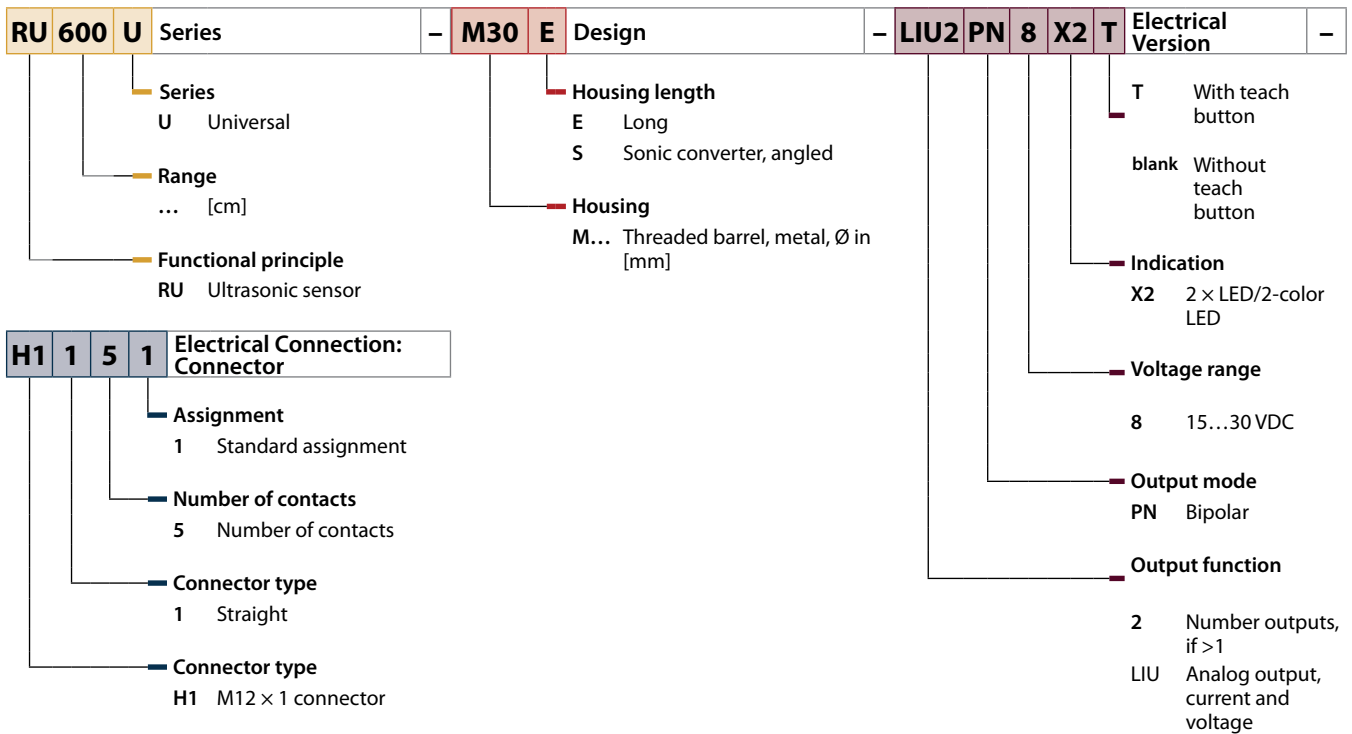 RU 600 U Series – M30 E Design – LIU2 PN 8 X2 T Electrical Version –
Series
U Universal
Range
... [cm]
Functional principle
RU Ultrasonic sensor
Housing length
E Long
S Sonic converter, angled
Housing
M... Threaded barrel, metal, Ø in
[mm]
T With teach
button
blank Without
teach
button
Indication
X2 2 × LED/2-color
LED
Voltage range
8 15…30 VDC
Output mode
PN Bipolar
Output function
2 Number outputs,
if >1
LIU Analog output,
current and
voltage
H1 1 5 1 Electrical Connection:
Connector
Assignment
1 Standard assignment
Number of contacts
5 Number of contacts
Connector type
1 Straight
Connector type
H1 M12 × 1 connector